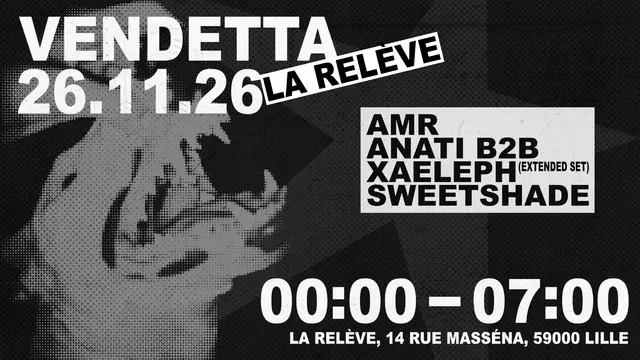 VENDETTA
26.11.26
LA RELÈVE
AMR
ANATI B2B
XAELEPH (EXTENDED SET)
SWEETSHADE
00:00 – 07:00
LA RELÈVE, 14 RUE MASSÉNA, 59000 LILLE